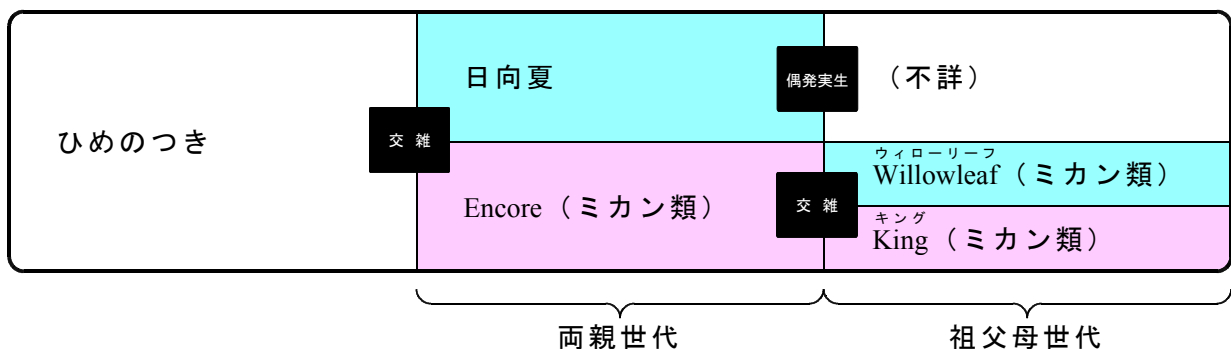 ひめのつき
交雑
日向夏
Encore（ミカン類）
偶発実生
（不詳）
交雑
ウィローリーフ
Willowleaf（ミカン類）
キング
King（ミカン類）
両親世代
祖父母世代